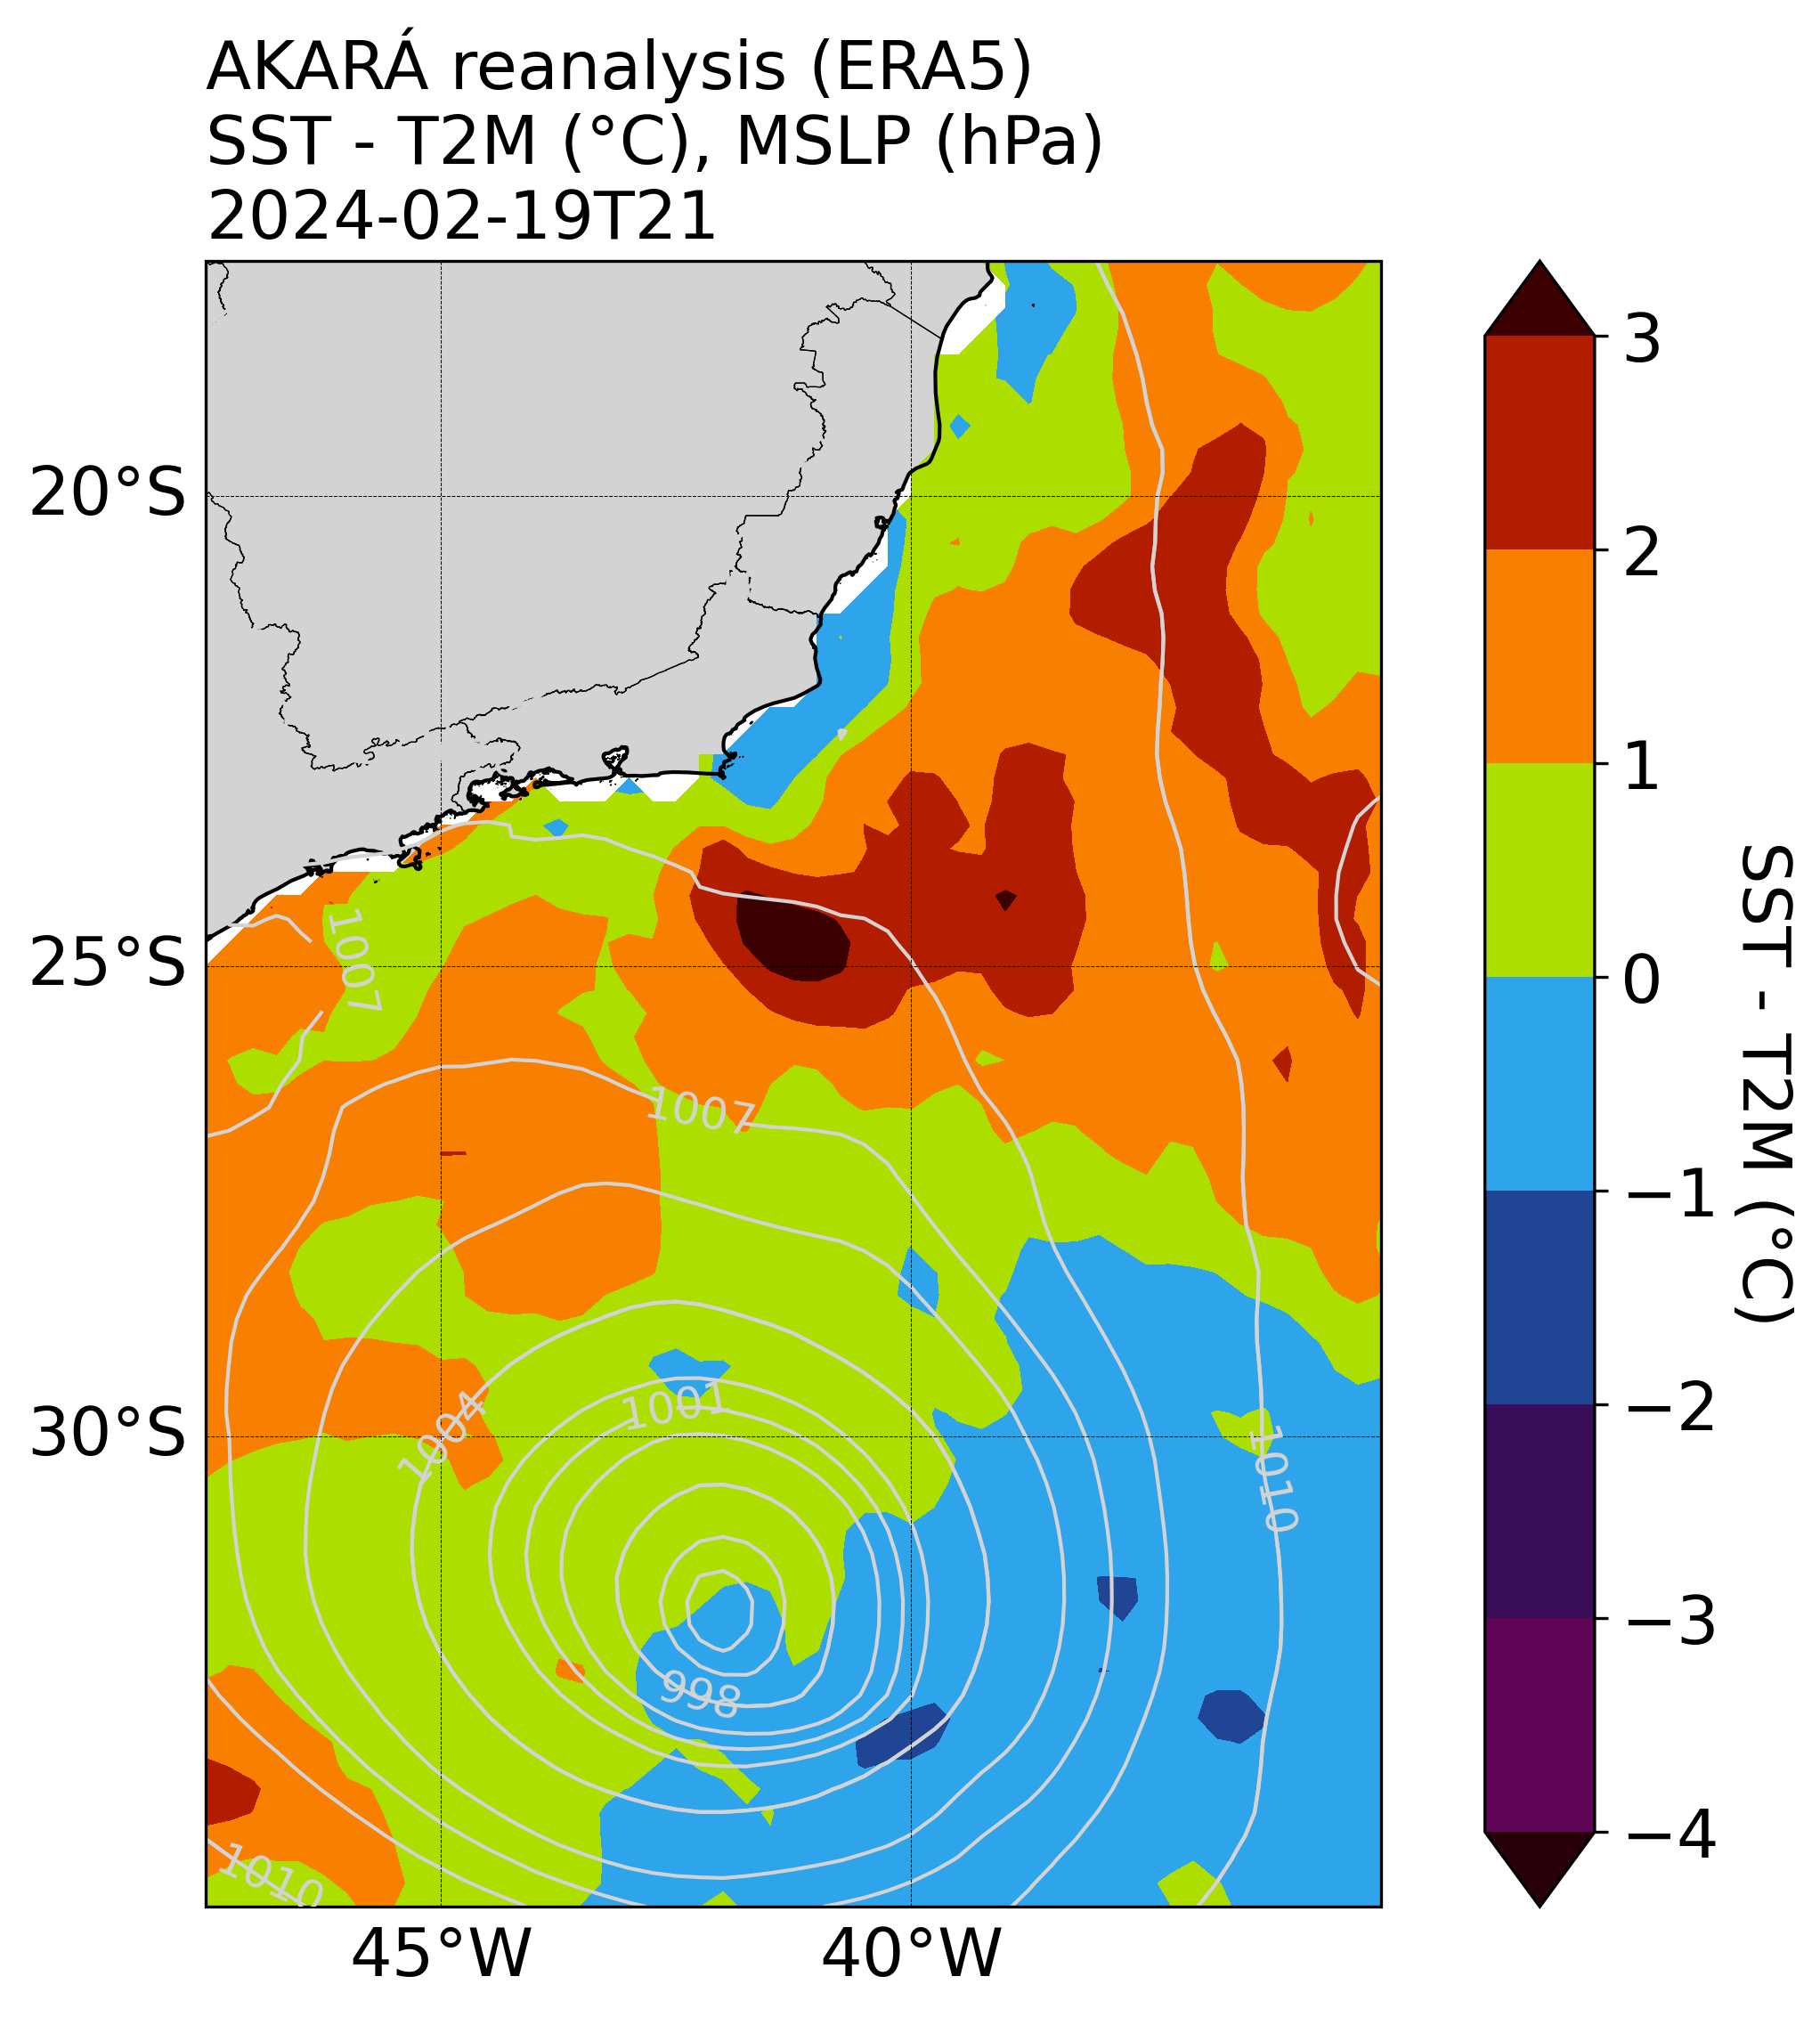 AKARÁ reanalysis (ERA5)
SST - T2M (°C), MSLP (hPa)
2024-02-19T21
20°S
25°S
30°S
45°W
40°W
1007
1007
1004
1001
998
1010
1010
3
2
1
0
−1
−2
−3
−4
SST - T2M (°C)